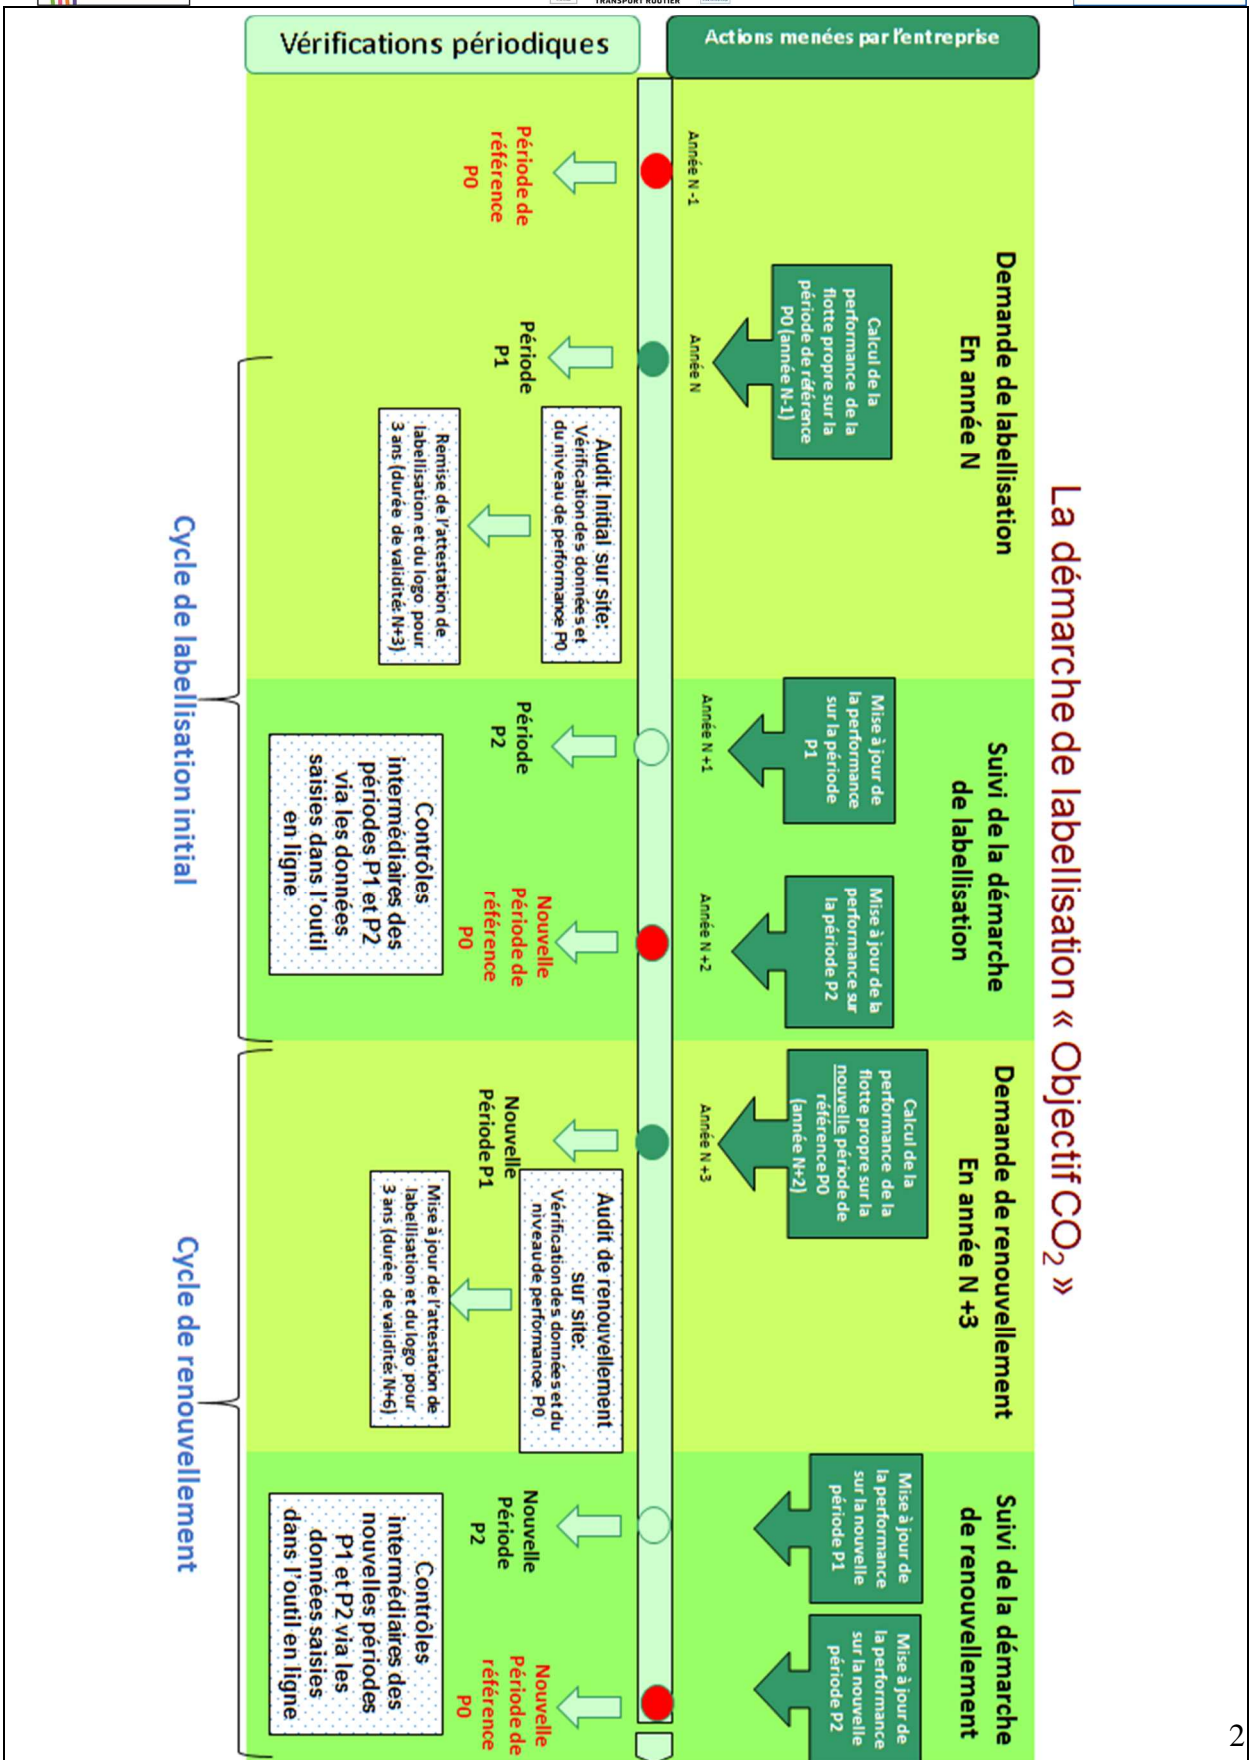 TRANSPORT ROUTIER
La démarche de labellisation « Objectif CO2 »
Actions menées par l'entreprise
Vérifications périodiques
Demande de labellisation
En année N
Calcul de la
performance de la
flotte propre sur la
période de référence
P0 (année N-1)
Année N -1
Année N
Période de
référence
P0
Période
P1
Audit Initial sur site:
Vérification des données et
du niveau de performance P0
Remise de l'attestation de
labellisation et du logo pour
3 ans (durée de validité: N+3)
Suivi de la démarche
de labellisation
Mise à jour de
la performance
sur la période
P1
Mise à jour de la
performance sur
la période P2
Année N +1
Année N +2
Période
P2
Nouvelle
Période de
référence
P0
Contrôles
intermédiaires des
périodes P1 et P2
via les données
saisies dans l'outil
en ligne
Demande de renouvellement
En année N +3
Calcul de la
performance de la
flotte propre sur la
nouvelle période de
référence P0
(année N+2)
Année N +3
Nouvelle
Période P1
Audit de renouvellement
sur site:
Vérification des données et du
niveau de performance P0
Mise à jour de l'attestation de
labellisation et du logo pour
3 ans (durée de validité: N+6)
Suivi de la démarche
de renouvellement
Mise à jour de
la performance
sur la nouvelle
période P1
Mise à jour de
la performance
sur la nouvelle
période P2
Nouvelle
Période
P2
Nouvelle
Période de
référence
P0
Contrôles
intermédiaires des
nouvelles périodes
P1 et P2 via les
données saisies
dans l'outil en ligne
Cycle de labellisation initial
Cycle de renouvellement
2